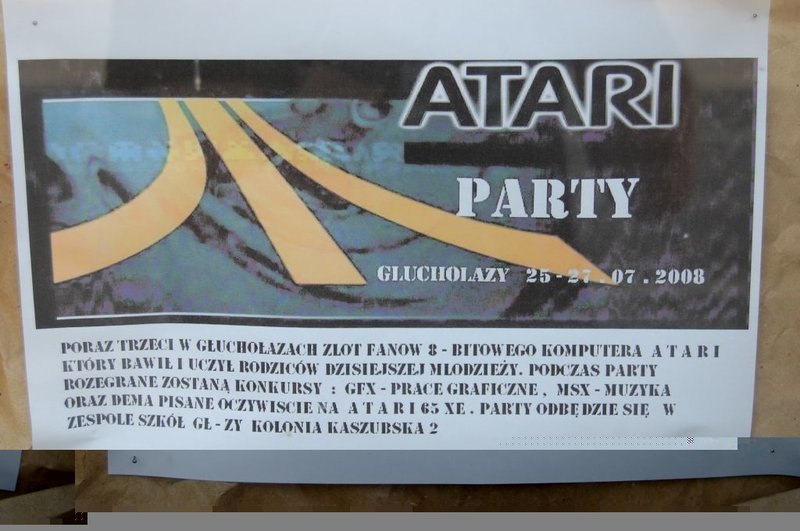 ATARI
PARTY
GLUCHOLAZY 25-27.07.2008
PORAZ TRZECI W GŁUCHOŁAZACH ZLOT FANOW 8 - BITOWEGO KOMPUTERA A T A R I
KTÓRY BAWIŁ I UCZYŁ RODZICÓW DZISIEJSZEJ MŁODZIEŻY. PODCZAS PARTY
ROZEGRANE ZOSTANĄ KONKURSY : GFX - PRACE GRAFICZNE , MSX - MUZYKA
ORAZ DEMA PISANE OCZYWISCIE NA A T A R I 65 XE . PARTY ODBĘDZIE SIĘ W
ZESPOLE SZKÓŁ GŁ - ZY KOLONIA KASZUBSKA 2